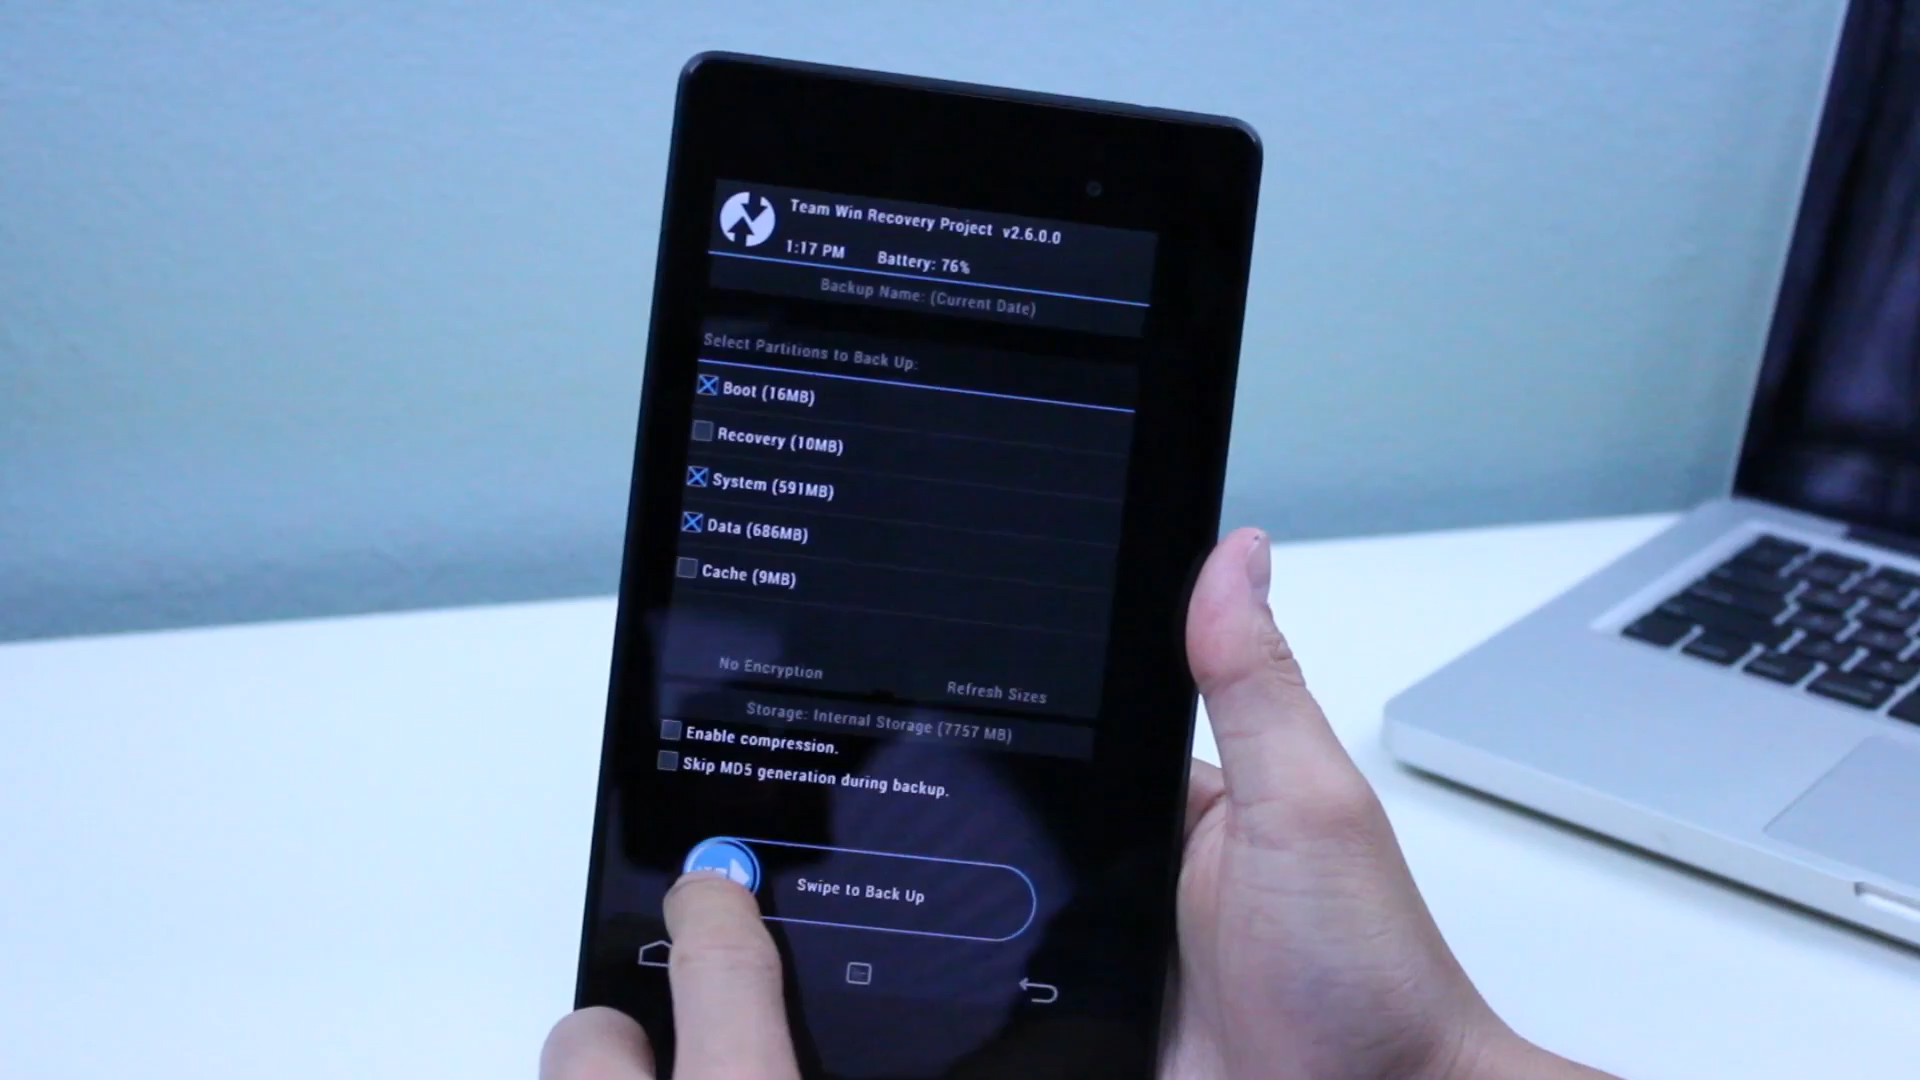 Team Win Recovery Project v2.6.0.0
1:17 PM Battery: 76%
Backup Name: (Current Date)
Select Partitions to Back Up:
Boot (16MB)
Recovery (10MB)
System (591MB)
Data (686MB)
Cache (9MB)
No Encryption
Refresh Sizes
Storage: Internal Storage (7757 MB)
Enable compression.
Skip MD5 generation during backup.
Swipe to Back Up